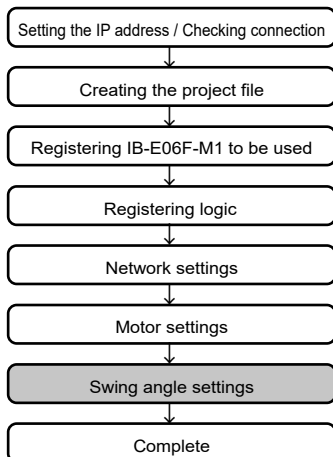 Setting the IP address / Checking connection
Creating the project file
Registering IB-E06F-M1 to be used
Registering logic
Network settings
Motor settings
Swing angle settings
Complete